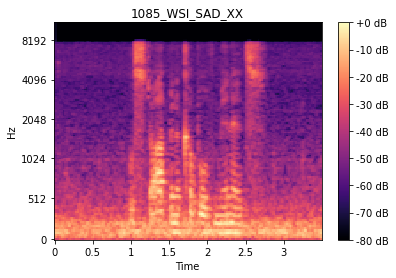 1085_WSI_SAD_XX
+0 dB
8192
-10 dB
4096
-20 dB
-30 dB
2048
-40 dB
Hz
1024
-50 dB
512
-60 dB
-70 dB
0
-80 dB
0 0.5 1 1.5 2 2.5 3
Time